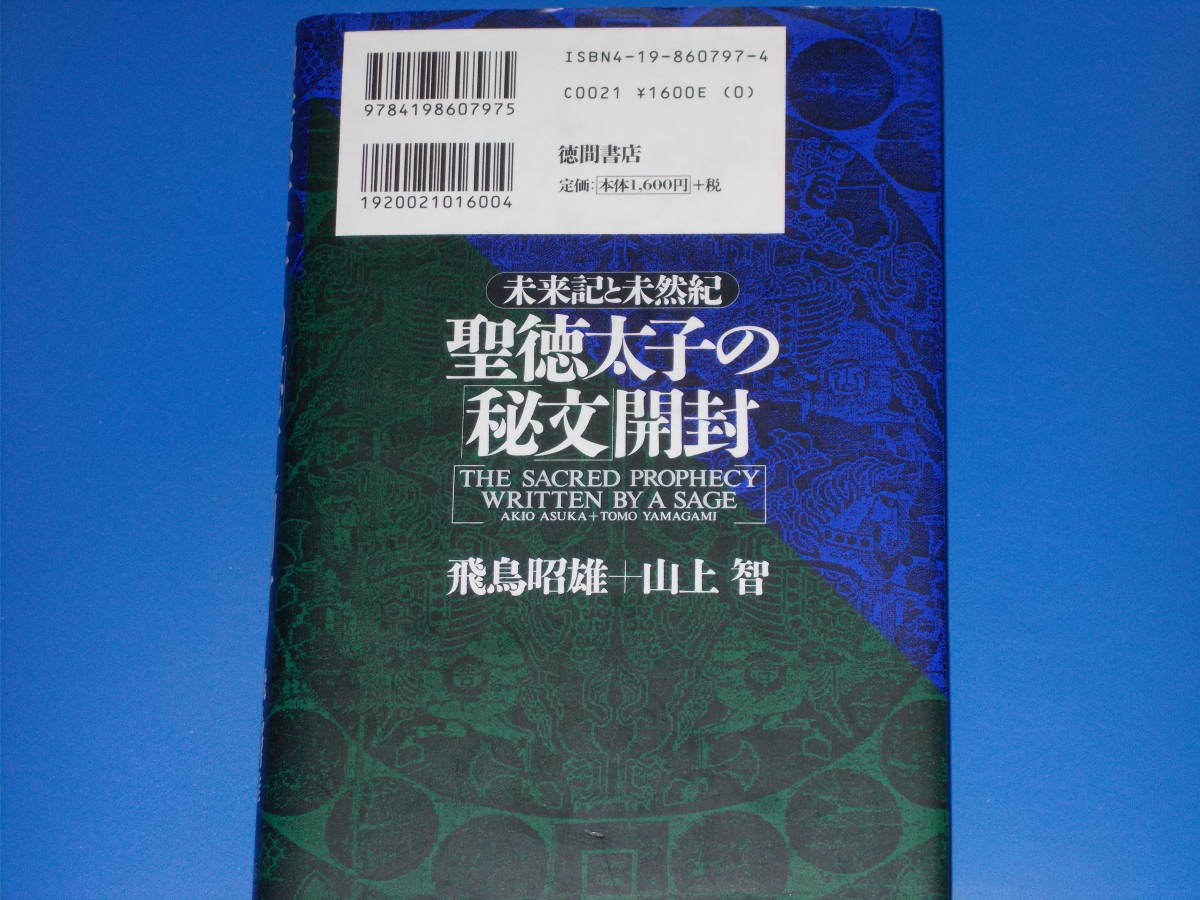 ISBN4-19-860797-4
9784198607975
C0021 ¥1600E (0)
徳間書店
定価:本体1,600円+税
1920021016004
未来記と未然紀
聖徳太子の
「秘文」開封
THE SACRED PROPHECY
WRITTEN BY A SAGE
AKIO ASUKA+TOMO YAMAGAMI
飛鳥昭雄+山上 智